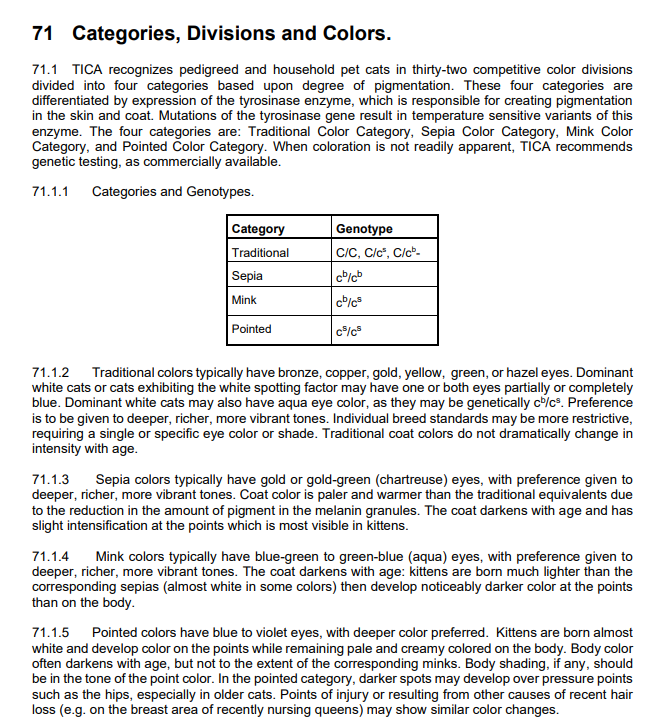 71 Categories, Divisions and Colors.
71.1 TICA recognizes pedigreed and household pet cats in thirty-two competitive color divisions
divided into four categories based upon degree of pigmentation. These four categories are
differentiated by expression of the tyrosinase enzyme, which is responsible for creating pigmentation
in the skin and coat. Mutations of the tyrosinase gene result in temperature sensitive variants of this
enzyme. The four categories are: Traditional Color Category, Sepia Color Category, Mink Color
Category, and Pointed Color Category. When coloration is not readily apparent, TICA recommends
genetic testing, as commercially available.
71.1.1 Categories and Genotypes.
Category Genotype
Traditional C/C, C/cˢ, C/cᵇ-
Sepia cᵇ/cᵇ
Mink cᵇ/cˢ
Pointed cˢ/cˢ
71.1.2 Traditional colors typically have bronze, copper, gold, yellow, green, or hazel eyes. Dominant
white cats or cats exhibiting the white spotting factor may have one or both eyes partially or completely
blue. Dominant white cats may also have aqua eye color, as they may be genetically cᵇ/cˢ. Preference
is to be given to deeper, richer, more vibrant tones. Individual breed standards may be more restrictive,
requiring a single or specific eye color or shade. Traditional coat colors do not dramatically change in
intensity with age.
71.1.3 Sepia colors typically have gold or gold-green (chartreuse) eyes, with preference given to
deeper, richer, more vibrant tones. Coat color is paler and warmer than the traditional equivalents due
to the reduction in the amount of pigment in the melanin granules. The coat darkens with age and has
slight intensification at the points which is most visible in kittens.
71.1.4 Mink colors typically have blue-green to green-blue (aqua) eyes, with preference given to
deeper, richer, more vibrant tones. The coat darkens with age: kittens are born much lighter than the
corresponding sepias (almost white in some colors) then develop noticeably darker color at the points
than on the body.
71.1.5 Pointed colors have blue to violet eyes, with deeper color preferred. Kittens are born almost
white and develop color on the points while remaining pale and creamy colored on the body. Body color
often darkens with age, but not to the extent of the corresponding minks. Body shading, if any, should
be in the tone of the point color. In the pointed category, darker spots may develop over pressure points
such as the hips, especially in older cats. Points of injury or resulting from other causes of recent hair
loss (e.g. on the breast area of recently nursing queens) may show similar color changes.